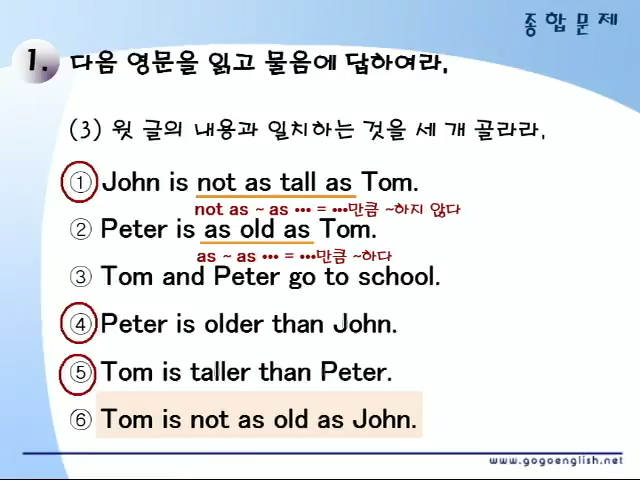 종합문제
1. 다음 영문을 읽고 물음에 답하여라.
(3) 윗 글의 내용과 일치하는 것을 세 개 골라라.
① John is not as tall as Tom.
not as ~ as ••• = •••만큼 ~하지 않다
② Peter is as old as Tom.
as ~ as ••• = •••만큼 ~하다
③ Tom and Peter go to school.
④ Peter is older than John.
⑤ Tom is taller than Peter.
⑥ Tom is not as old as John.
www.gogoenglish.net